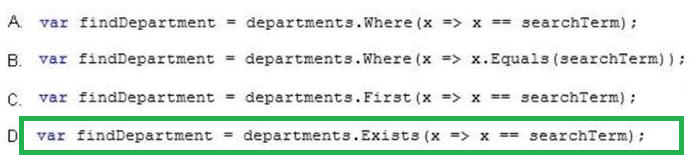 A. var findDepartment = departments.Where(x => x == searchTerm);
B. var findDepartment = departments.Where(x => x.Equals(searchTerm));
C. var findDepartment = departments.First(x => x == searchTerm);
D var findDepartment = departments.Exists(x => x == searchTerm);